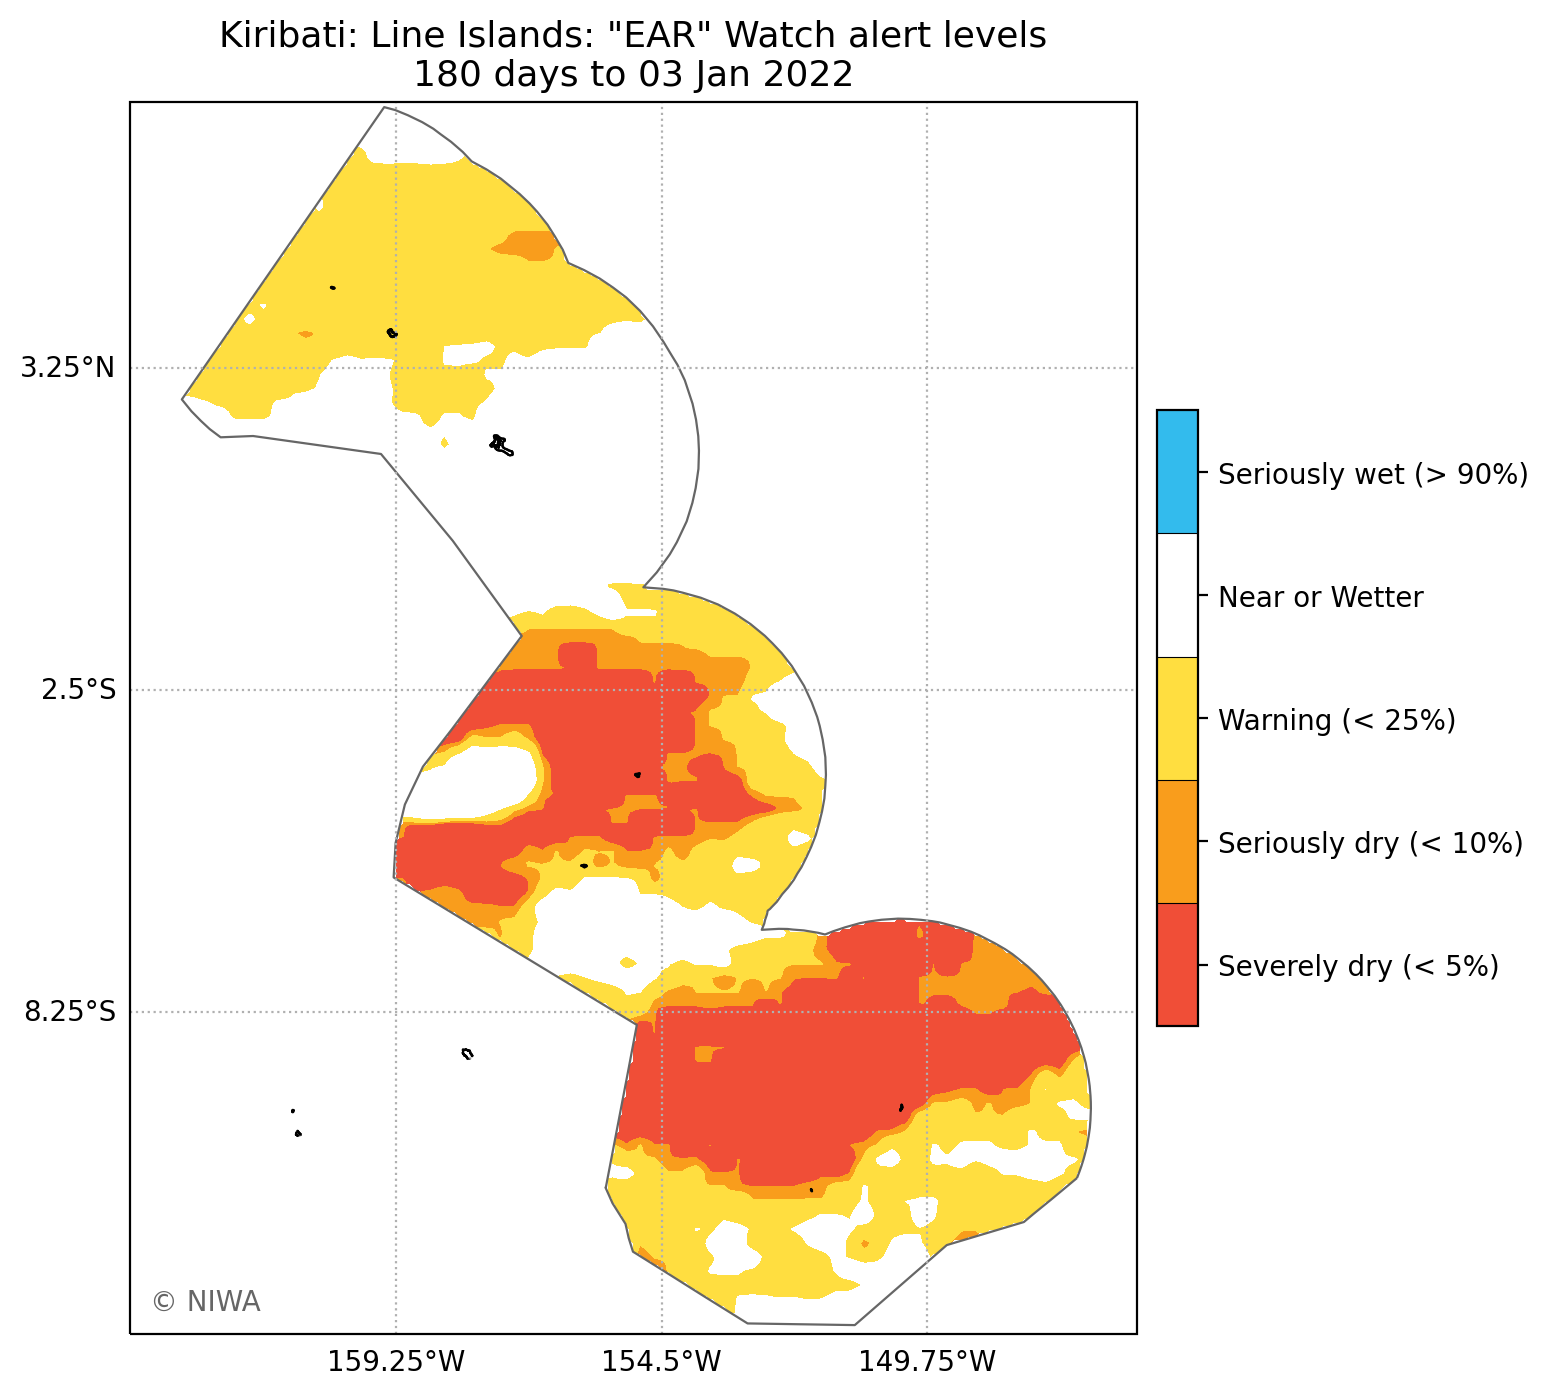 Kiribati: Line Islands: "EAR" Watch alert levels
180 days to 03 Jan 2022
3.25°N
2.5°S
8.25°S
159.25°W
154.5°W
149.75°W
Seriously wet (> 90%)
Near or Wetter
Warning (< 25%)
Seriously dry (< 10%)
Severely dry (< 5%)
© NIWA